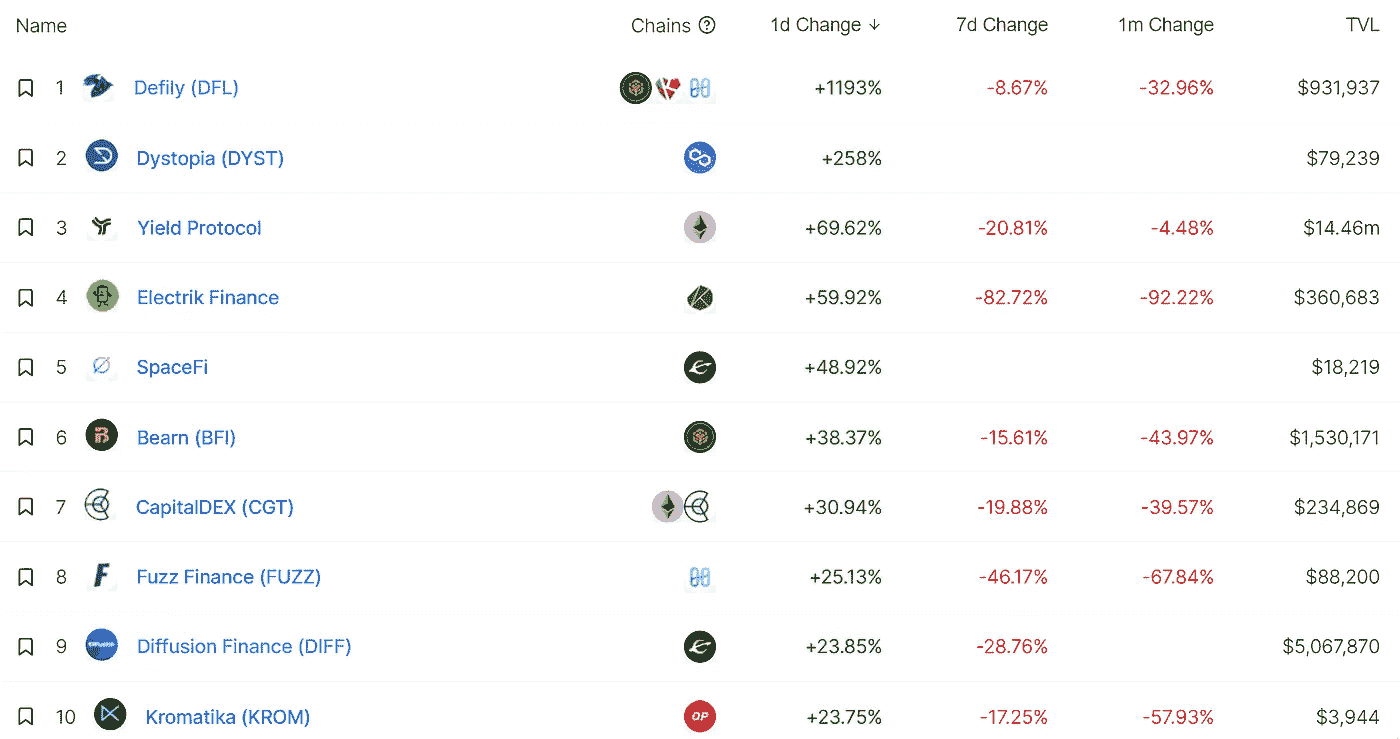 Name Chains ? 1d Change ↓ 7d Change 1m Change TVL
1 Defily (DFL) +1193% -8.67% -32.96% $931,937
2 Dystopia (DYST) +258% $79,239
3 Yield Protocol +69.62% -20.81% -4.48% $14.46m
4 Electrik Finance +59.92% -82.72% -92.22% $360,683
5 SpaceFi +48.92% $18,219
6 Bearn (BFI) +38.37% -15.61% -43.97% $1,530,171
7 CapitalDEX (CGT) +30.94% -19.88% -39.57% $234,869
8 Fuzz Finance (FUZZ) +25.13% -46.17% -67.84% $88,200
9 Diffusion Finance (DIFF) +23.85% -28.76% $5,067,870
10 Kromatika (KROM) OP +23.75% -17.25% -57.93% $3,944